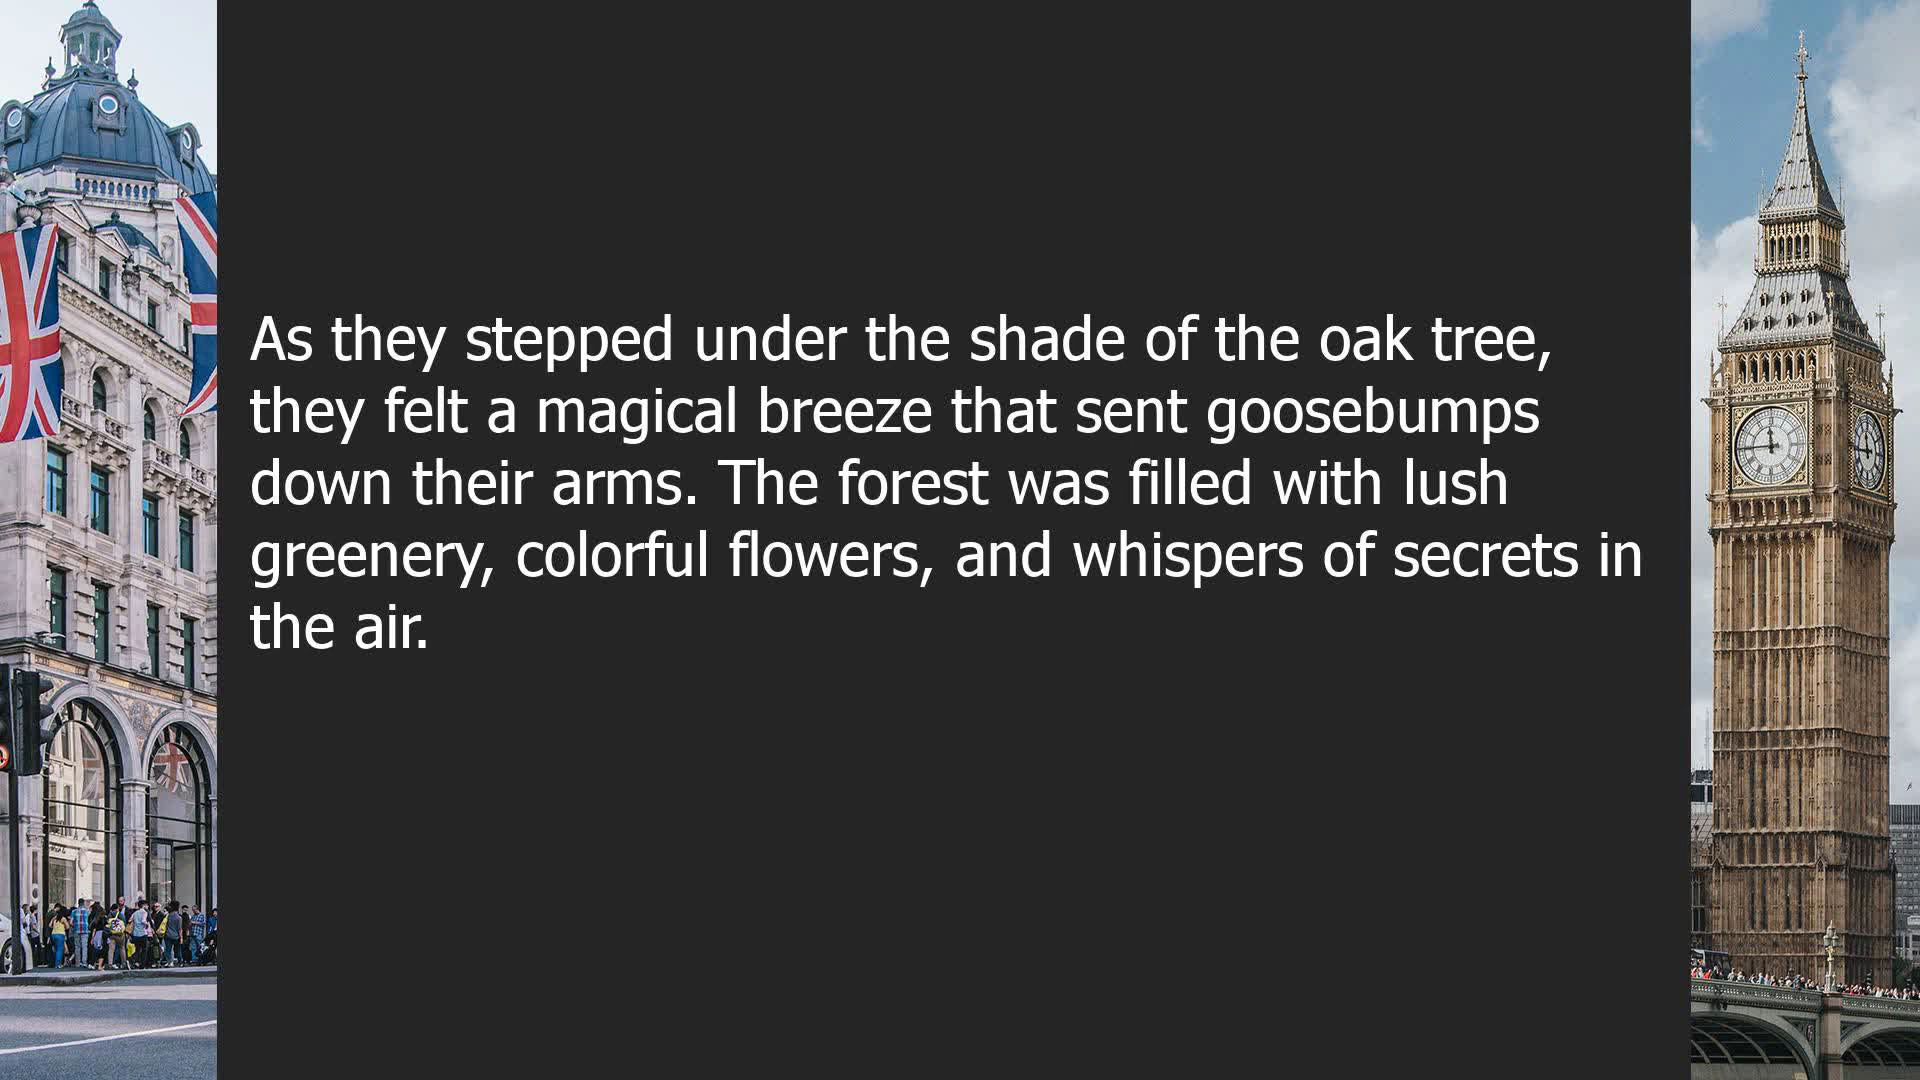 As they stepped under the shade of the oak tree,
they felt a magical breeze that sent goosebumps
down their arms. The forest was filled with lush
greenery, colorful flowers, and whispers of secrets in
the air.